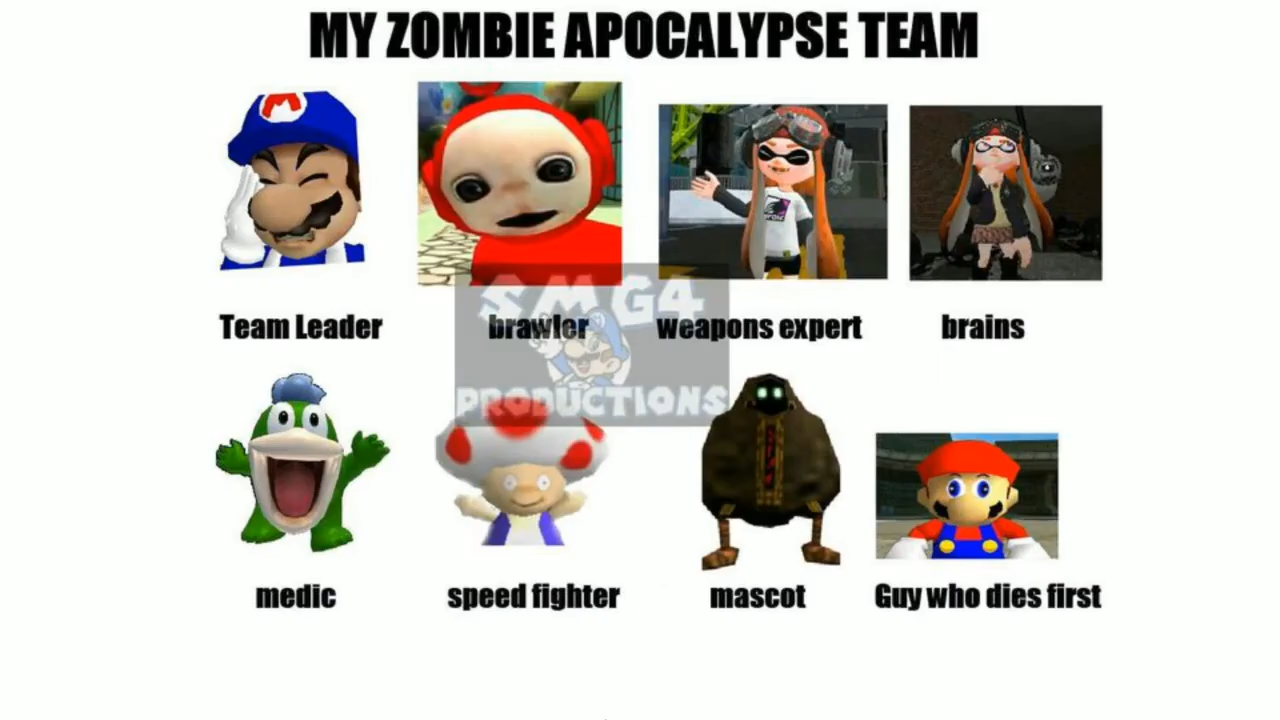 MY ZOMBIE APOCALYPSE TEAM
Team Leader
brawler
weapons expert
brains
SMG4
PRODUCTIONS
medic
speed fighter
mascot
Guy who dies first